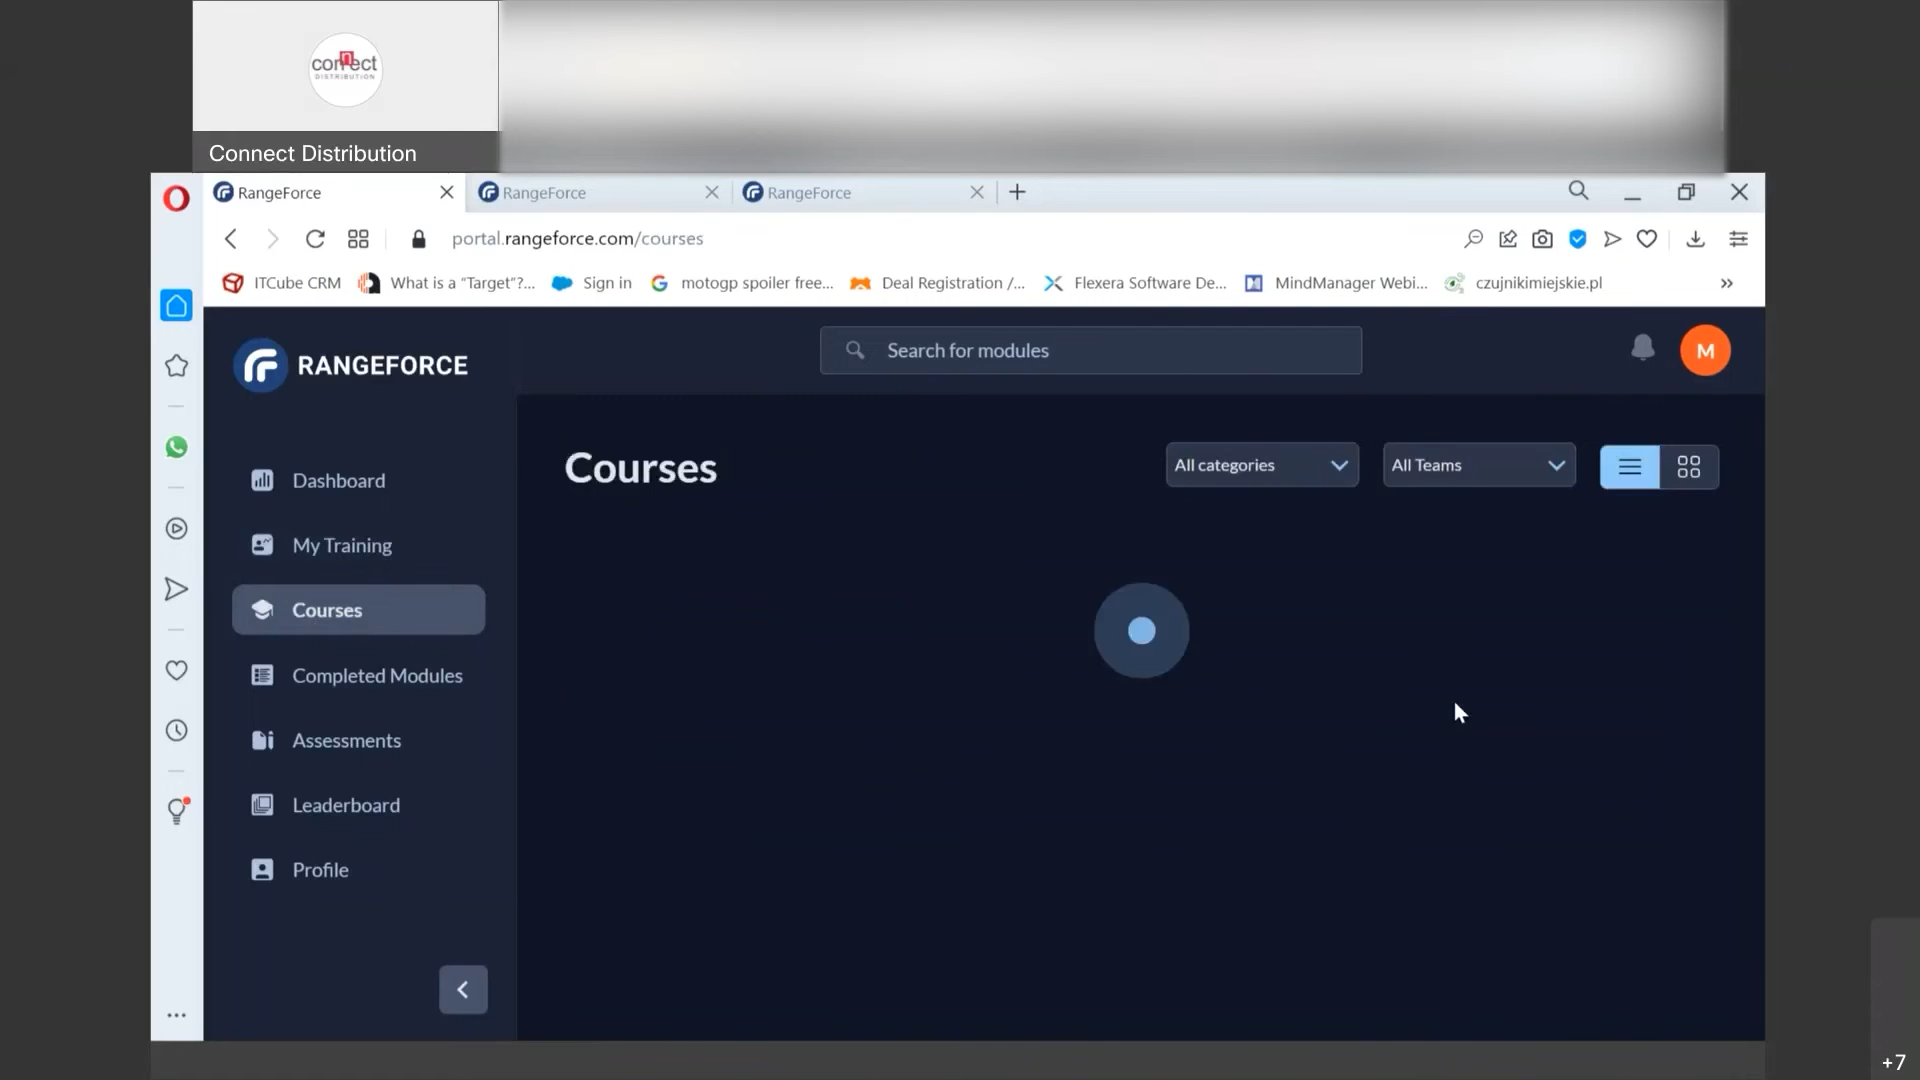 connect
DISTRIBUTION
Connect Distribution
RangeForce
RangeForce
RangeForce
portal.rangeforce.com/courses
ITCube CRM
What is a "Target"?...
Sign in
motogp spoiler free...
Deal Registration /...
Flexera Software De...
MindManager Webi...
czujnikimiejskie.pl
RANGEFORCE
Search for modules
M
Courses
All categories
All Teams
Dashboard
My Training
Courses
Completed Modules
Assessments
Leaderboard
Profile
+7